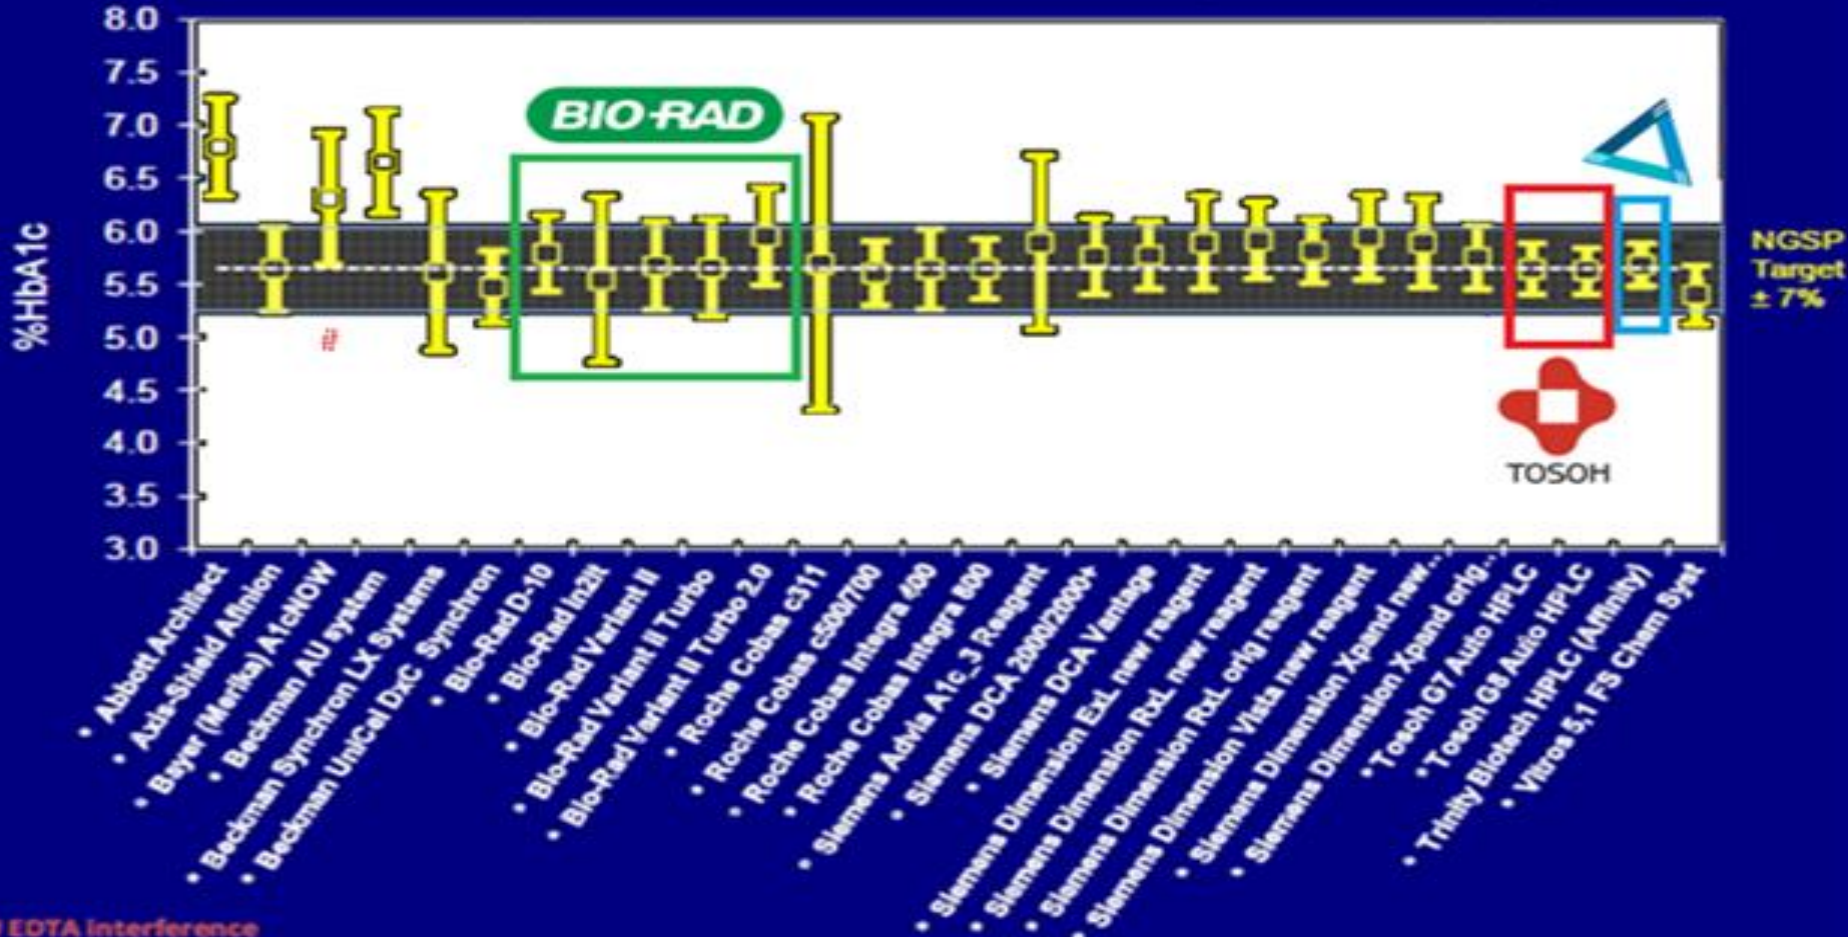 8.0
7.5
7.0
6.5
6.0
5.5
5.0
4.5
4.0
3.5
3.0
%HbA1c
BIO-RAD
#
TOSOH
NGSP
Target
± 7%
• Abbott Architect
• Axis-Shield Afinion
• Bayer (Metrika) A1cNOW
• Beckman AU system
• Beckman Synchron LX Systems
• Beckman UniCel DxC Synchron
• Bio-Rad D-10
• Bio-Rad In2it
• Bio-Rad Variant II
• Bio-Rad Variant II Turbo
• Bio-Rad Variant II Turbo 2.0
• Roche Cobas c311
• Roche Cobas c500/700
• Roche Cobas Integra 400
• Roche Cobas Integra 800
• Siemens Advia A1c_3 Reagent
• Siemens DCA 2000/2000+
• Siemens DCA Vantage
• Siemens Dimension ExL new reagent
• Siemens Dimension RxL new reagent
• Siemens Dimension RxL orig reagent
• Siemens Dimension Vista new reagent
• Siemens Dimension Xpand new..
• Siemens Dimension Xpand orig..
• Tosoh G7 Auto HPLC
• Tosoh G8 Auto HPLC
• Trinity Biotech HPLC (Affinity)
• Vitros 5,1 FS Chem Syst
EDTA interference